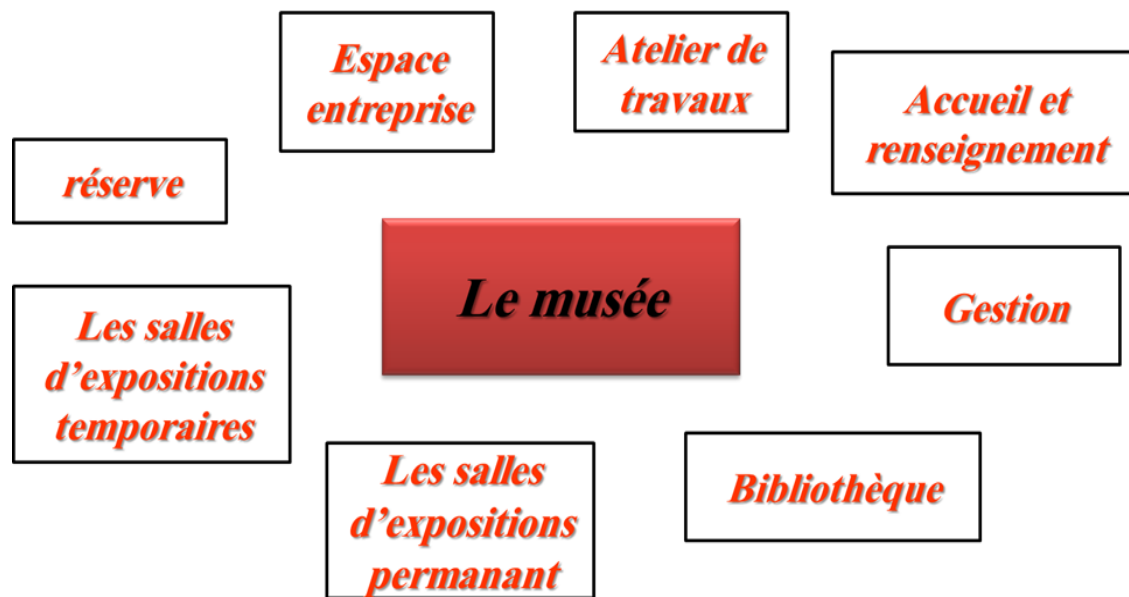 Espace
entreprise
Atelier de
travaux
Accueil et
renseignement
réserve
Le musée
Gestion
Les salles
d’expositions
temporaires
Les salles
d’expositions
permanant
Bibliothèque